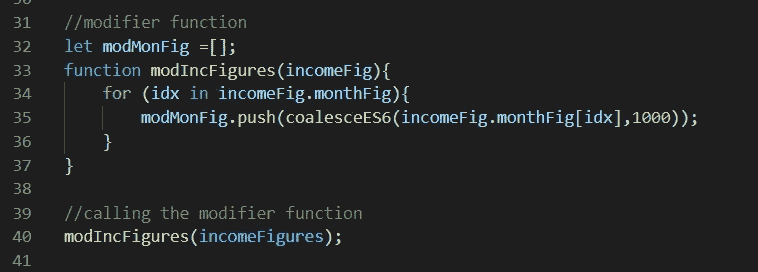 31 //modifier function
32 let modMonFig =[];
33 function modIncFigures(incomeFig){
34 for (idx in incomeFig.monthFig){
35 modMonFig.push(coalesceES6(incomeFig.monthFig[idx],1000));
36 }
37 }
38
39 //calling the modifier function
40 modIncFigures(incomeFigures);
41